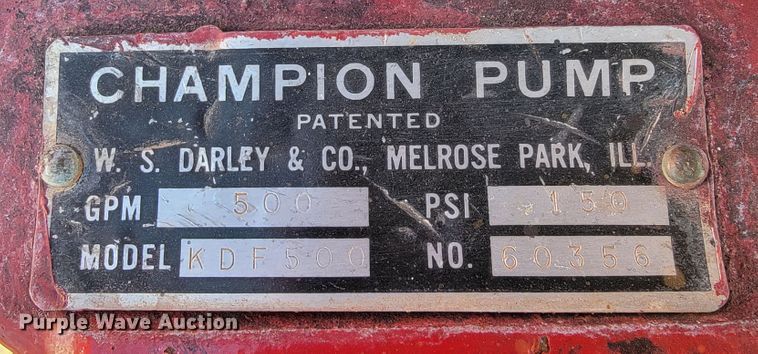 CHAMPION PUMP
PATENTED
W. S. DARLEY & CO., MELROSE PARK, ILL.
GPM 500 PSI 150
MODEL KDF500 NO. 60356
Purple Wave Auction